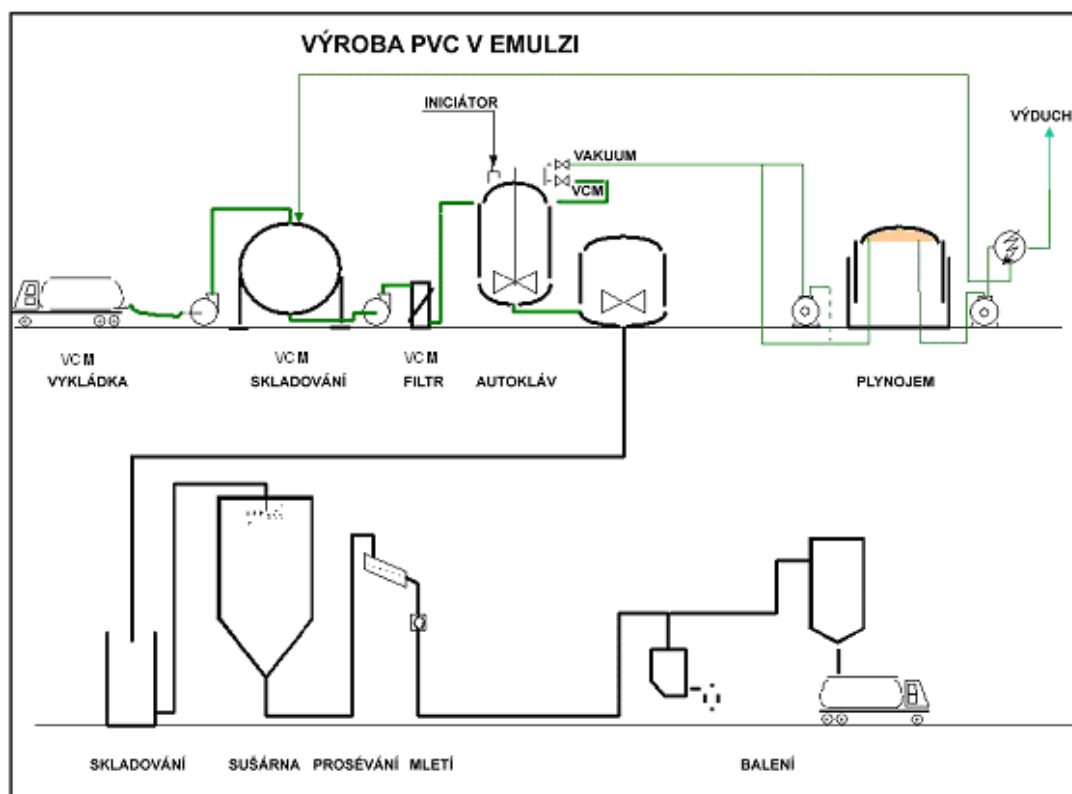 VÝROBA PVC V EMULZI
INICIÁTOR
VÝDUCH
VAKUUM
VCM
VCM
VYKLÁDKA
VCM
SKLADOVÁNÍ
VCM
FILTR
AUTOKLÁV
PLYNOJEM
SKLADOVÁNÍ
SUŠÁRNA
PROSÉVÁNÍ
MLETÍ
BALENÍ